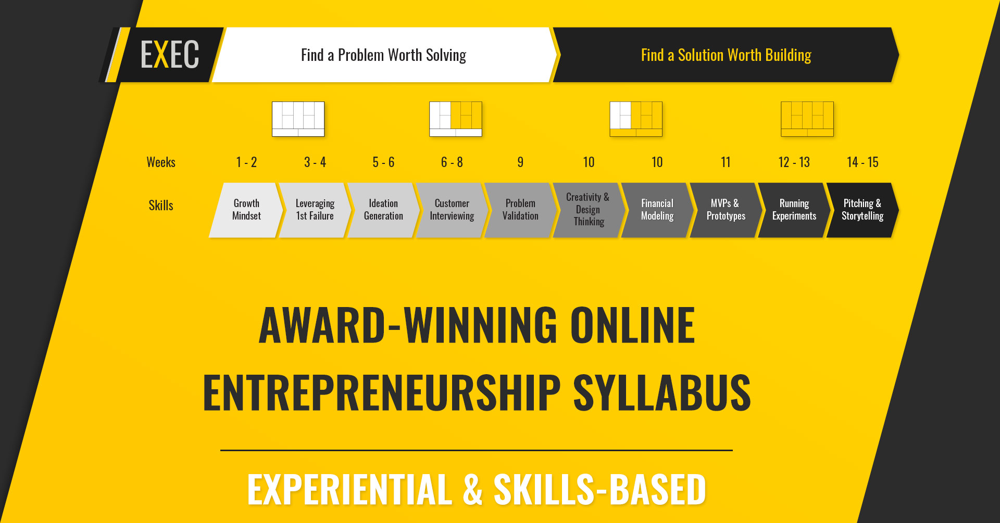 EXEC
Find a Problem Worth Solving
Find a Solution Worth Building
Weeks
1 - 2
3 - 4
5 - 6
6 - 8
9
10
10
11
12 - 13
14 - 15
Skills
Growth
Mindset
Leveraging
1st Failure
Ideation
Generation
Customer
Interviewing
Problem
Validation
Creativity &
Design
Thinking
Financial
Modeling
MVPs &
Prototypes
Running
Experiments
Pitching &
Storytelling
AWARD-WINNING ONLINE
ENTREPRENEURSHIP SYLLABUS
EXPERIENTIAL & SKILLS-BASED